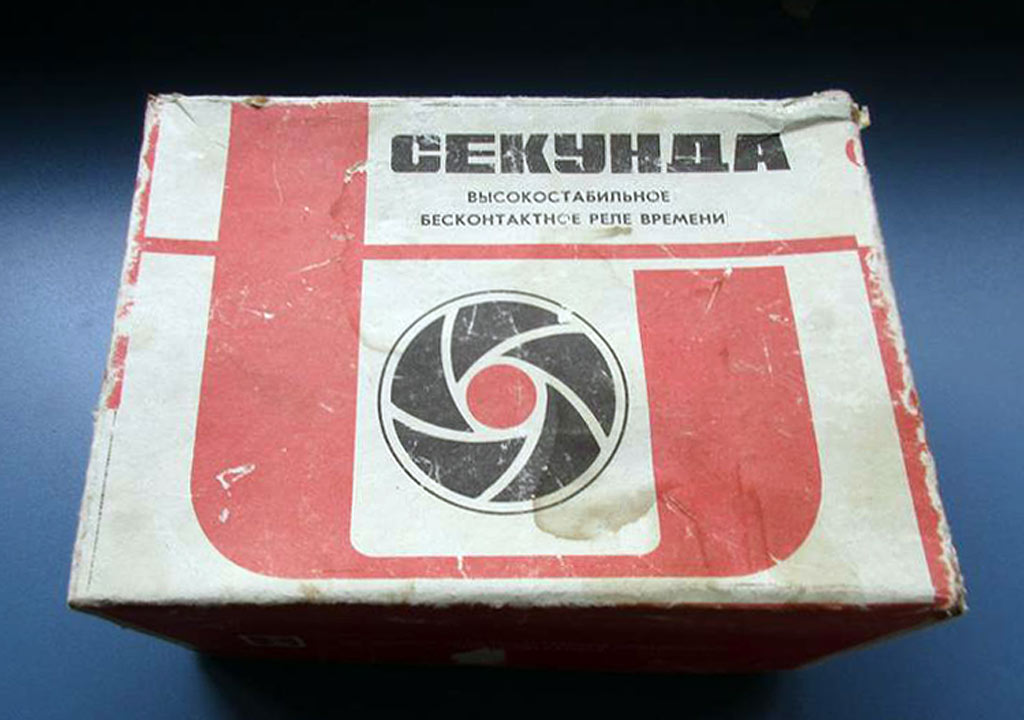 СЕКУНДА
ВЫСОКОСТАБИЛЬНОЕ
БЕСКОНТАКТНОЕ РЕЛЕ ВРЕМЕНИ